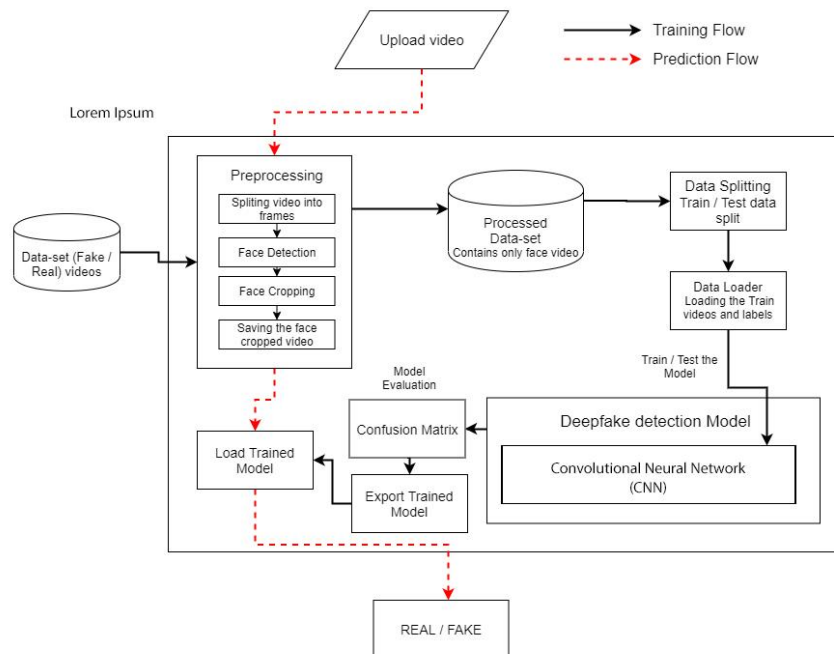 Upload video
Training Flow
Prediction Flow
Lorem Ipsum
Preprocessing
Spliting video into
frames
Face Detection
Face Cropping
Saving the face
cropped video
Data-set (Fake /
Real) videos
Processed
Data-set
Contains only face video
Data Splitting
Train / Test data
split
Data Loader
Loading the Train
videos and labels
Train / Test the
Model
Model
Evaluation
Confusion Matrix
Export Trained
Model
Load Trained
Model
Deepfake detection Model
Convolutional Neural Network
(CNN)
REAL / FAKE